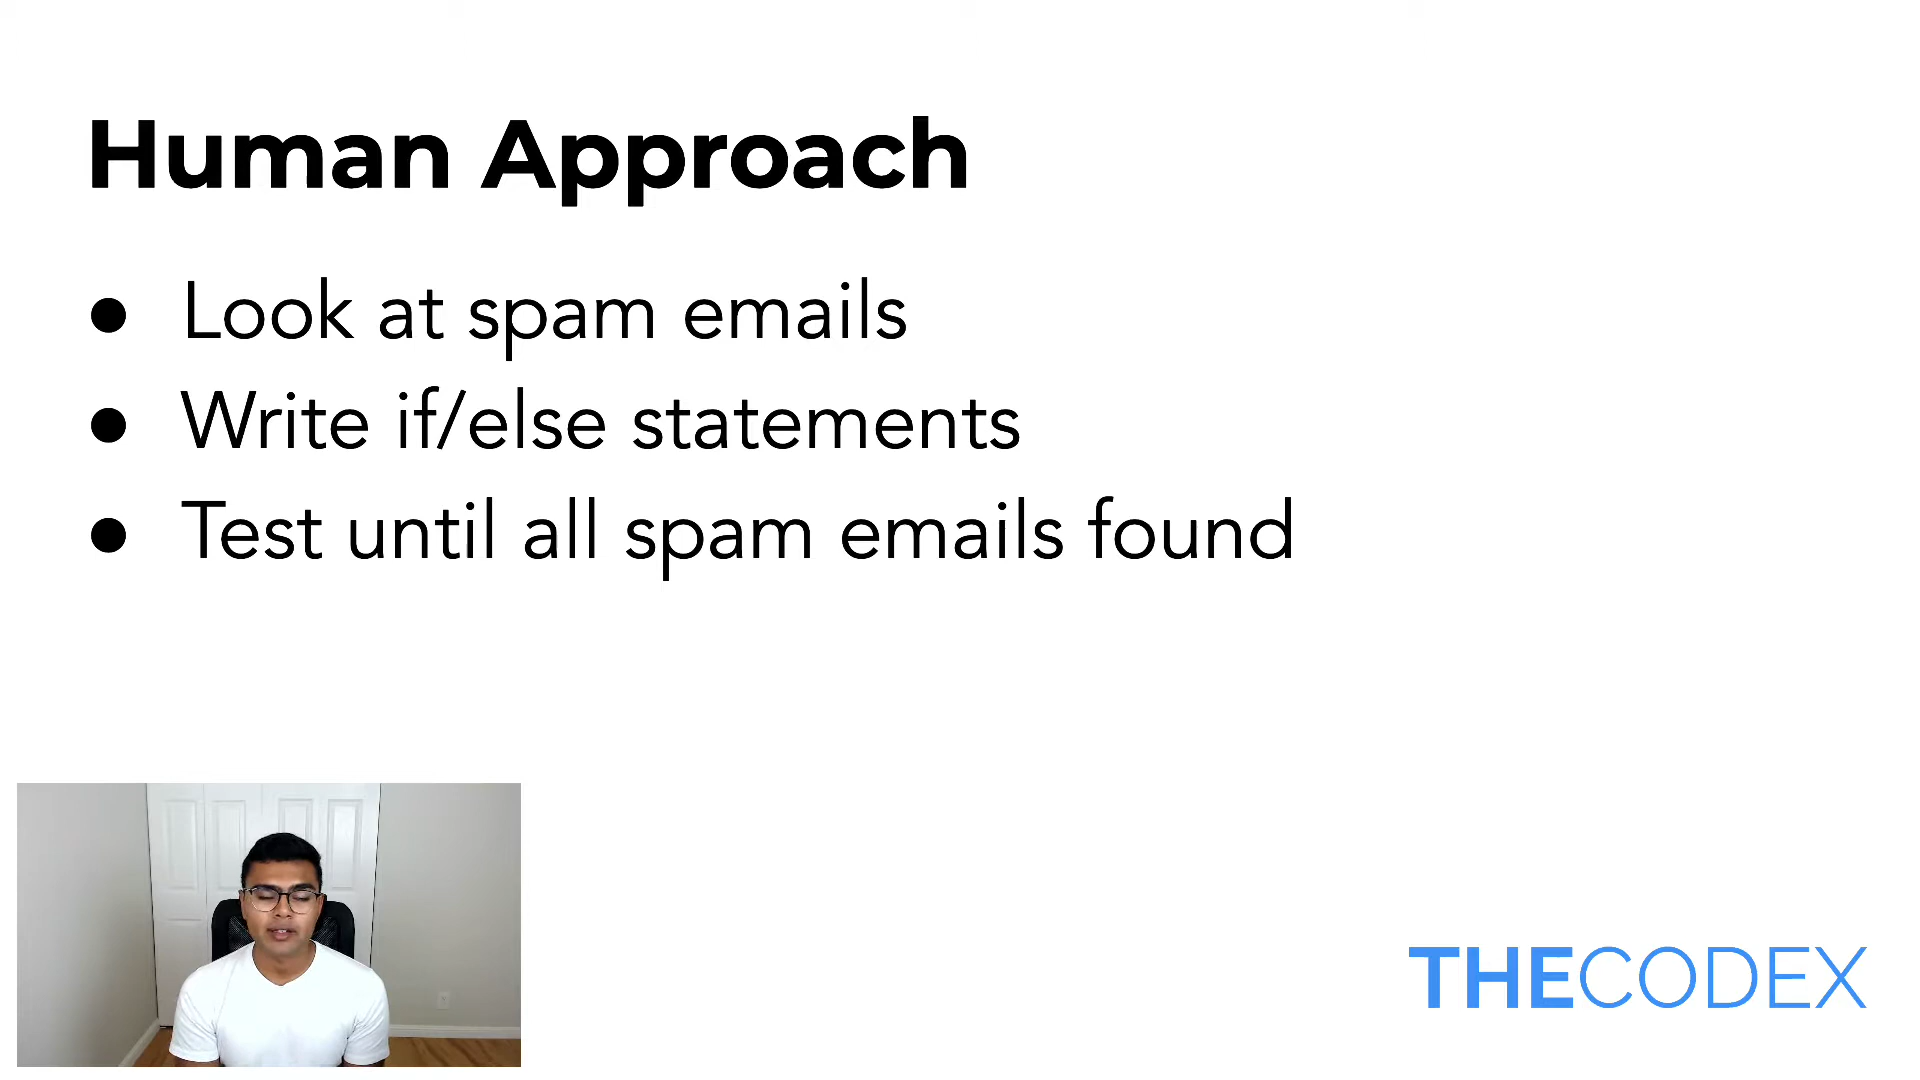 Human Approach
● Look at spam emails
● Write if/else statements
● Test until all spam emails found
THECODEX